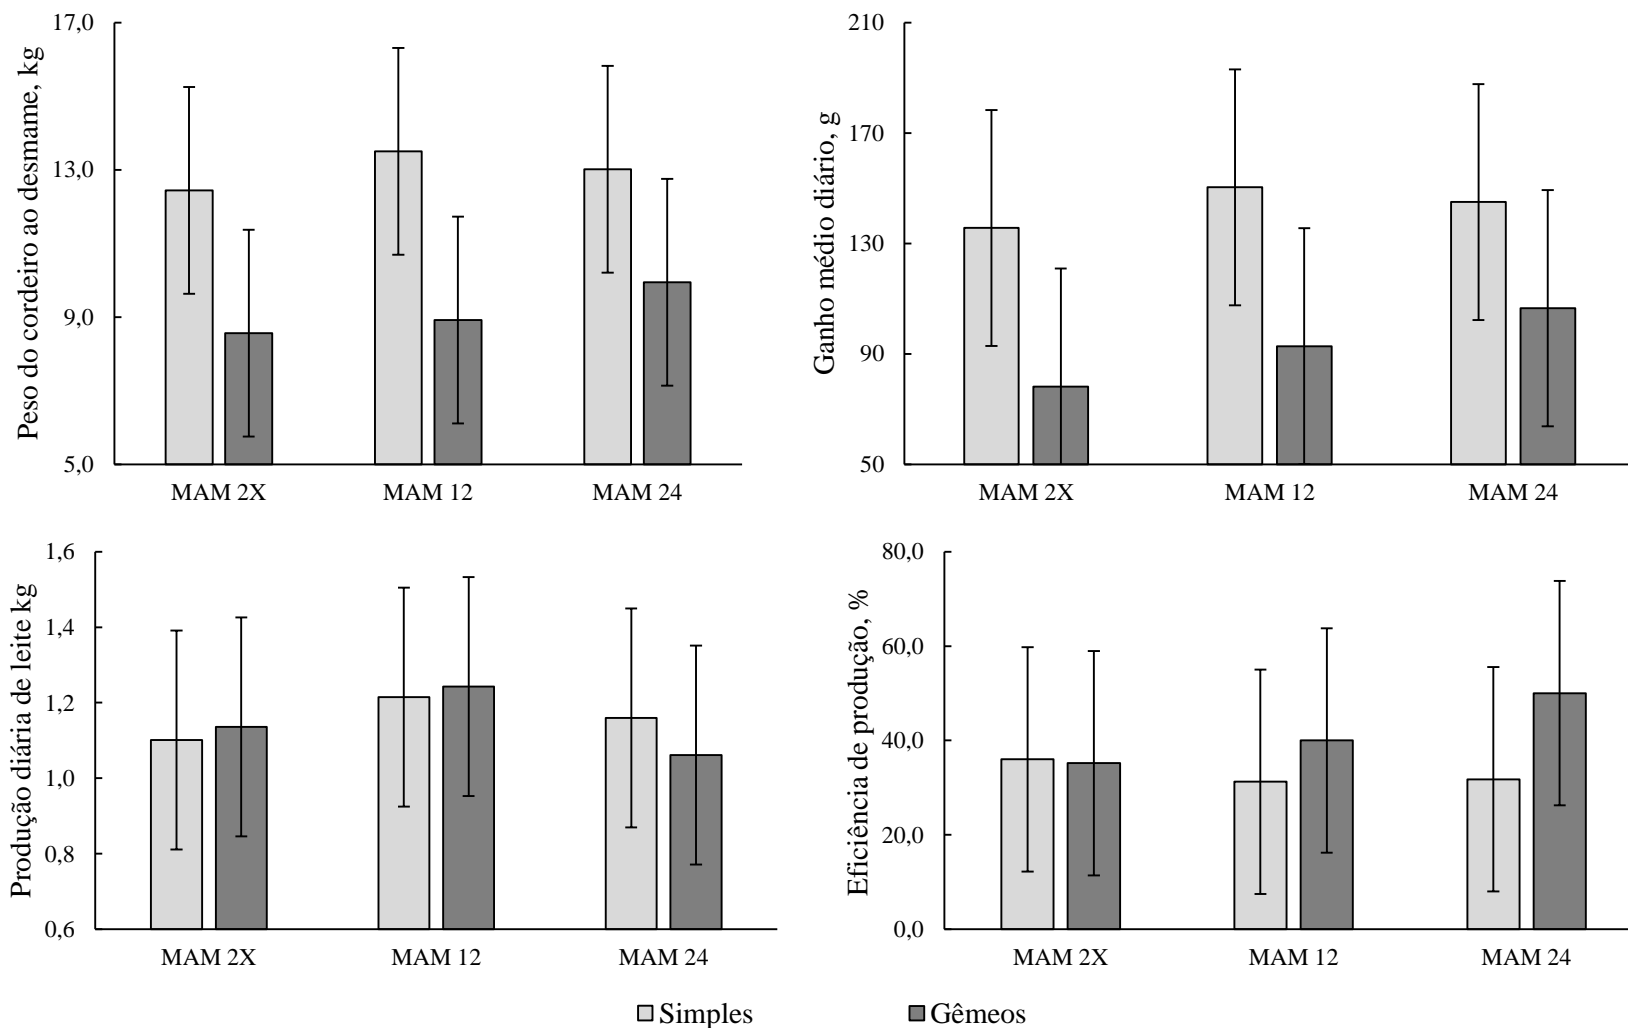 Peso do cordeiro ao desmame, kg
17,0
13,0
9,0
5,0
MAM 2X
MAM 12
MAM 24
Ganho médio diário, g
210
170
130
90
50
MAM 2X
MAM 12
MAM 24
Produção diária de leite kg
1,6
1,4
1,2
1,0
0,8
0,6
MAM 2X
MAM 12
MAM 24
Eficiência de produção, %
80,0
60,0
40,0
20,0
0,0
MAM 2X
MAM 12
MAM 24
Simples
Gêmeos